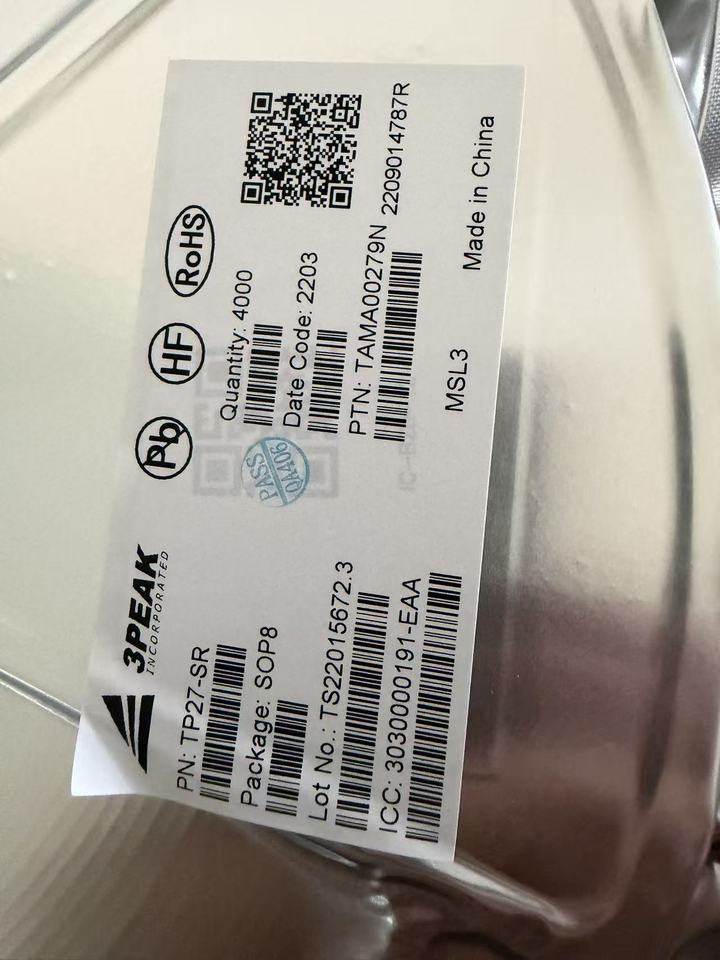 3PEAK
INCORPORATED
Pb
HF
RoHS
PN: TP27-SR
Package: SOP8
Lot No.: TS22015672.3
ICC: 3030000191-EAA
Quantity: 4000
Date Code: 2203
PTN: TAMA00279N 2209014787R
MSL3
Made in China
PASS
QA406